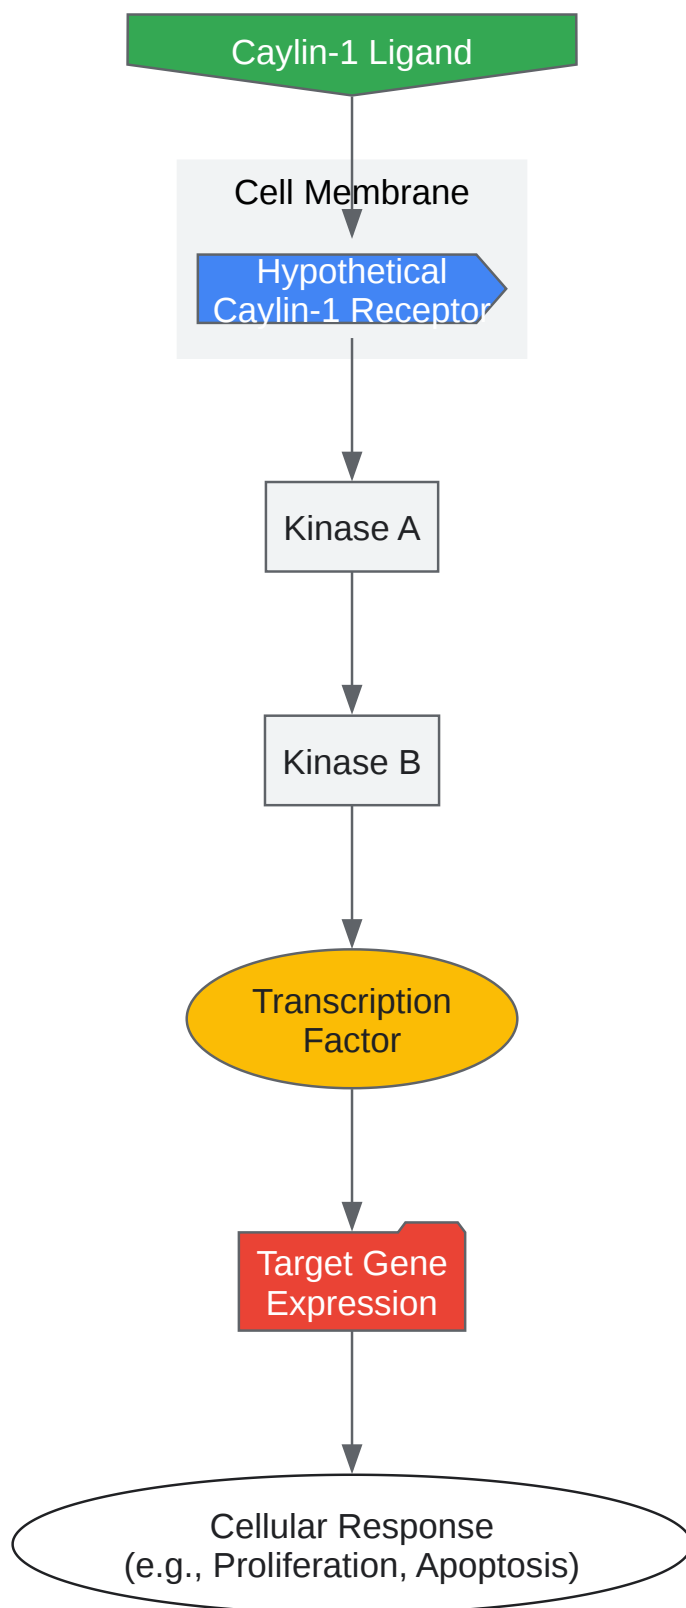 Caylin-1 Ligand
Cell Membrane
Hypothetical
Caylin-1 Receptor
Kinase A
Kinase B
Transcription
Factor
Target Gene
Expression
Cellular Response
(e.g., Proliferation, Apoptosis)